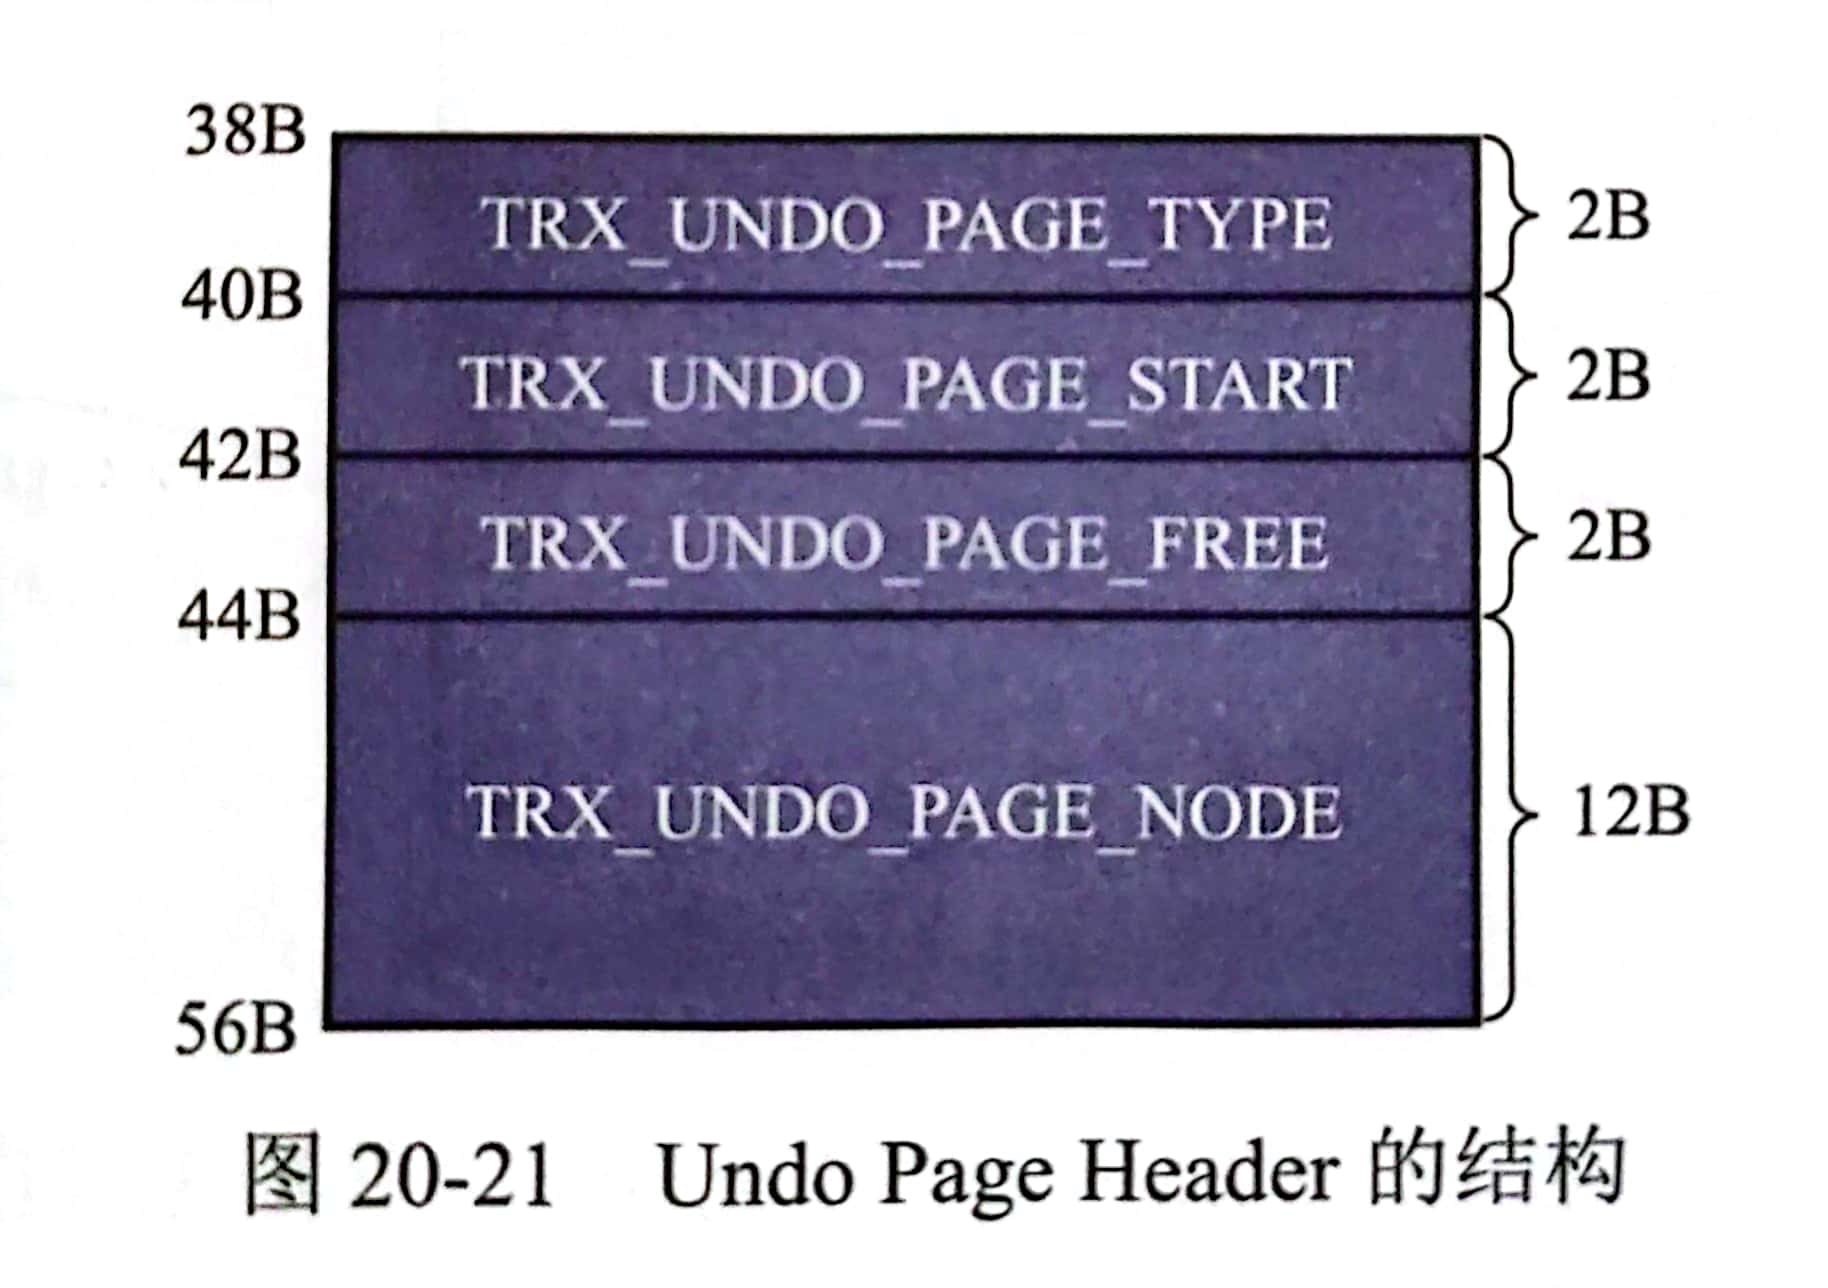 38B
TRX_UNDO_PAGE_TYPE 2B
40B
TRX_UNDO_PAGE_START 2B
42B
TRX_UNDO_PAGE_FREE 2B
44B
TRX_UNDO_PAGE_NODE 12B
56B
图 20-21 Undo Page Header 的结构